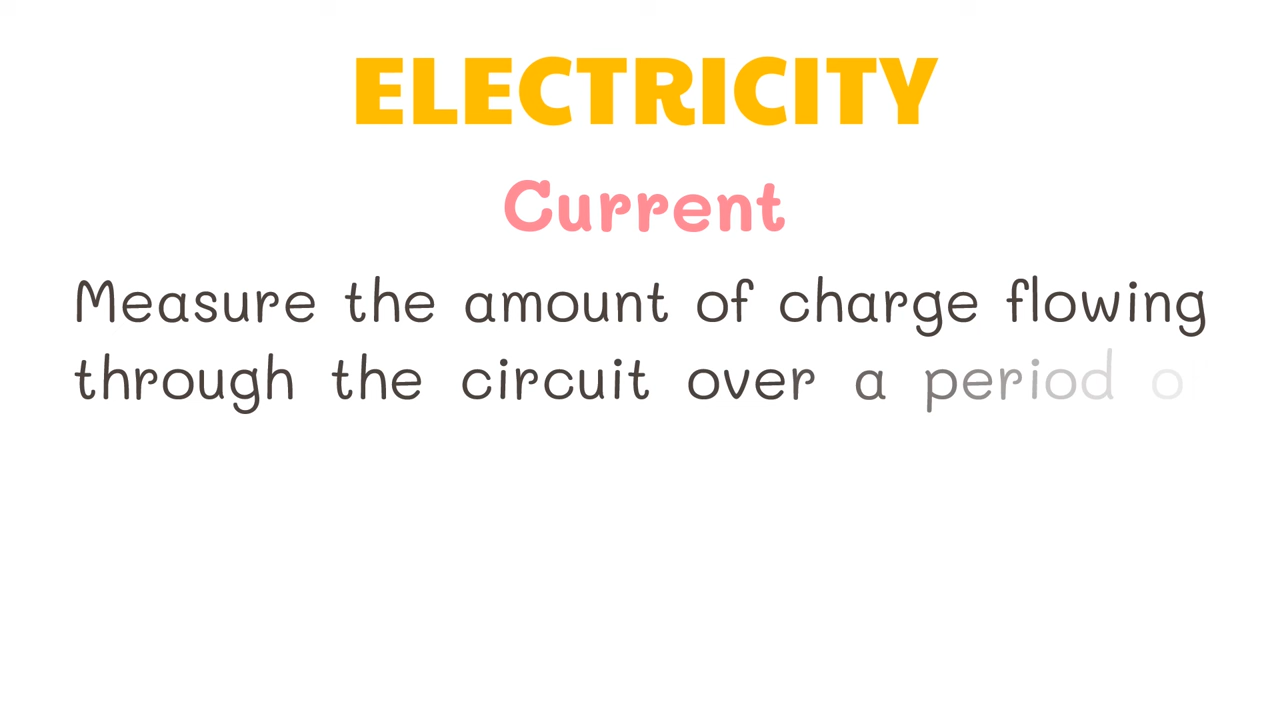 ELECTRICITY
Current
Measure the amount of charge flowing
through the circuit over a period